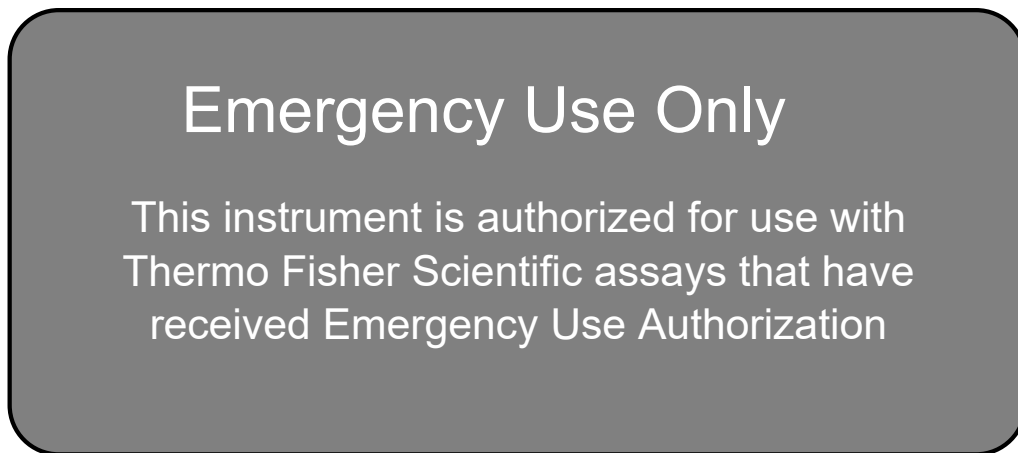 Emergency Use Only
This instrument is authorized for use with
Thermo Fisher Scientific assays that have
received Emergency Use Authorization